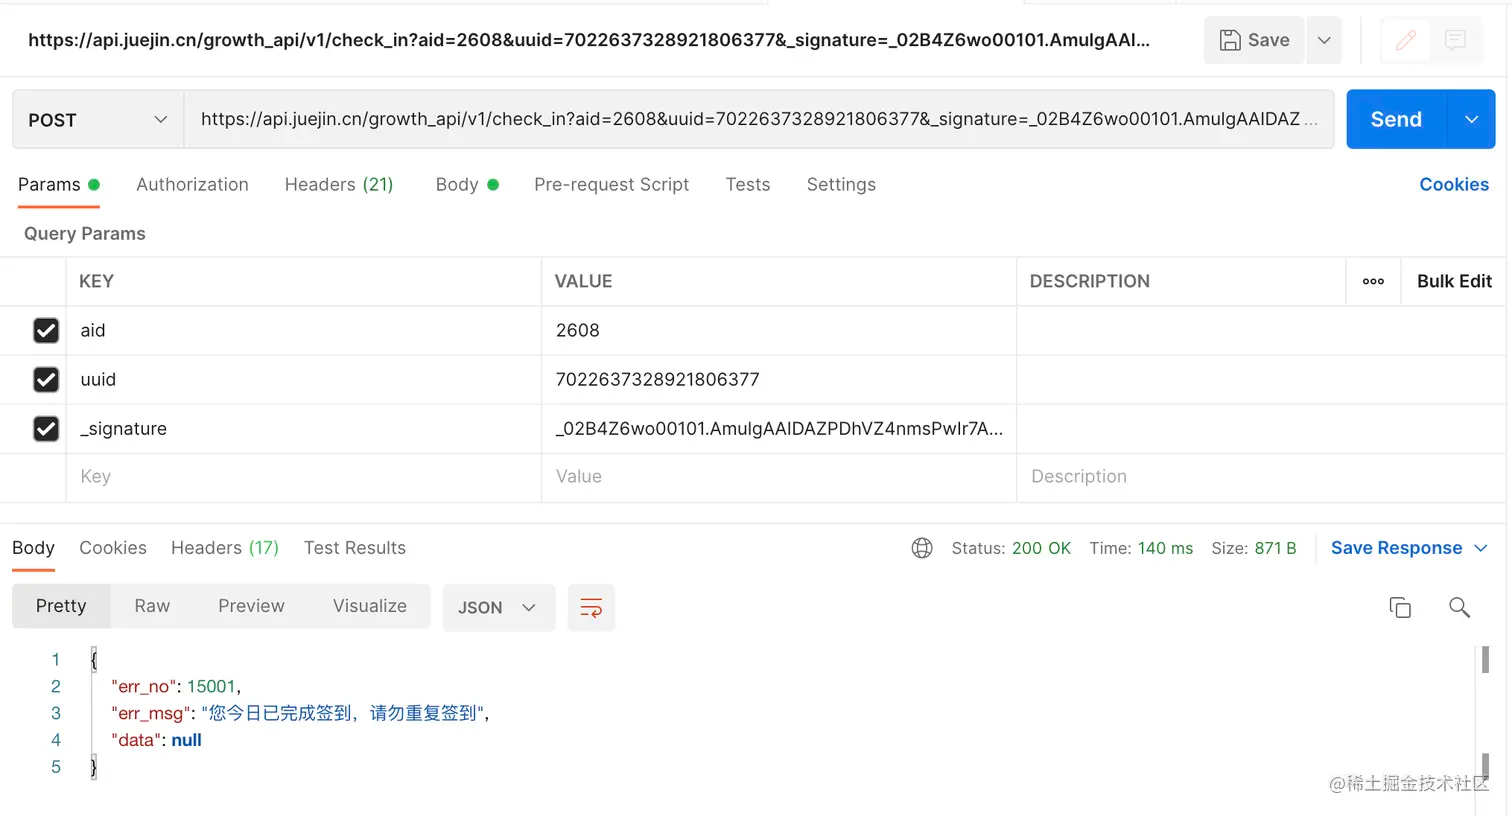 https://api.juejin.cn/growth_api/v1/check_in?aid=2608&uuid=7022637328921806377&_signature=_02B4Z6wo00101.AmulgAAI...
Save
POST
https://api.juejin.cn/growth_api/v1/check_in?aid=2608&uuid=7022637328921806377&_signature=_02B4Z6wo00101.AmulgAAIDAZ ...
Send
Params Authorization Headers (21) Body Pre-request Script Tests Settings Cookies
Query Params
KEY VALUE DESCRIPTION ooo Bulk Edit
aid 2608
uuid 7022637328921806377
_signature _02B4Z6wo00101.AmulgAAIDAZPDhVZ4nmsPwIr7A...
Key Value Description
Body Cookies Headers (17) Test Results Status: 200 OK Time: 140 ms Size: 871 B Save Response
Pretty Raw Preview Visualize JSON
1 {
2 "err_no": 15001,
3 "err_msg": "您今日已完成签到，请勿重复签到",
4 "data": null
5 }
@稀土掘金技术社区